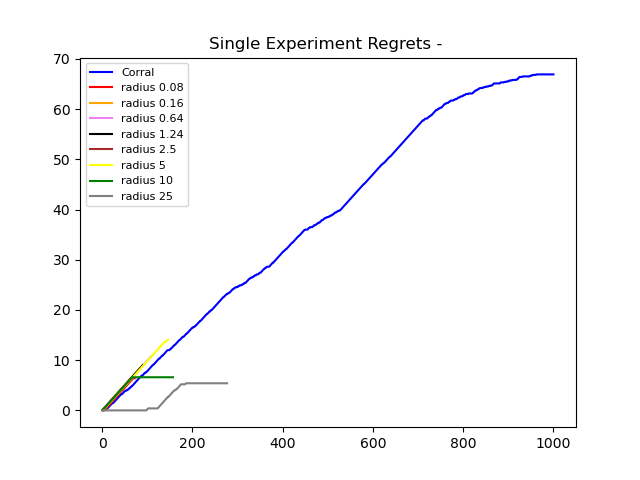 Single Experiment Regrets -
Corral
radius 0.08
radius 0.16
radius 0.64
radius 1.24
radius 2.5
radius 5
radius 10
radius 25
70
60
50
40
30
20
10
0
0 200 400 600 800 1000